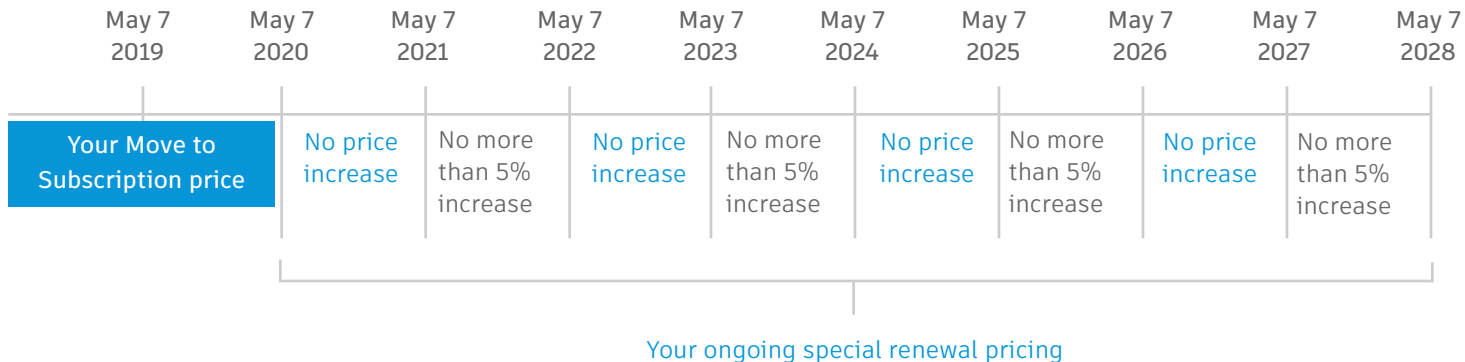 May 7 May 7 May 7 May 7 May 7 May 7 May 7 May 7 May 7 May 7
2019 2020 2021 2022 2023 2024 2025 2026 2027 2028
Your Move to
Subscription price
No price
increase
No more
than 5%
increase
No price
increase
No more
than 5%
increase
No price
increase
No more
than 5%
increase
No price
increase
No more
than 5%
increase
Your ongoing special renewal pricing